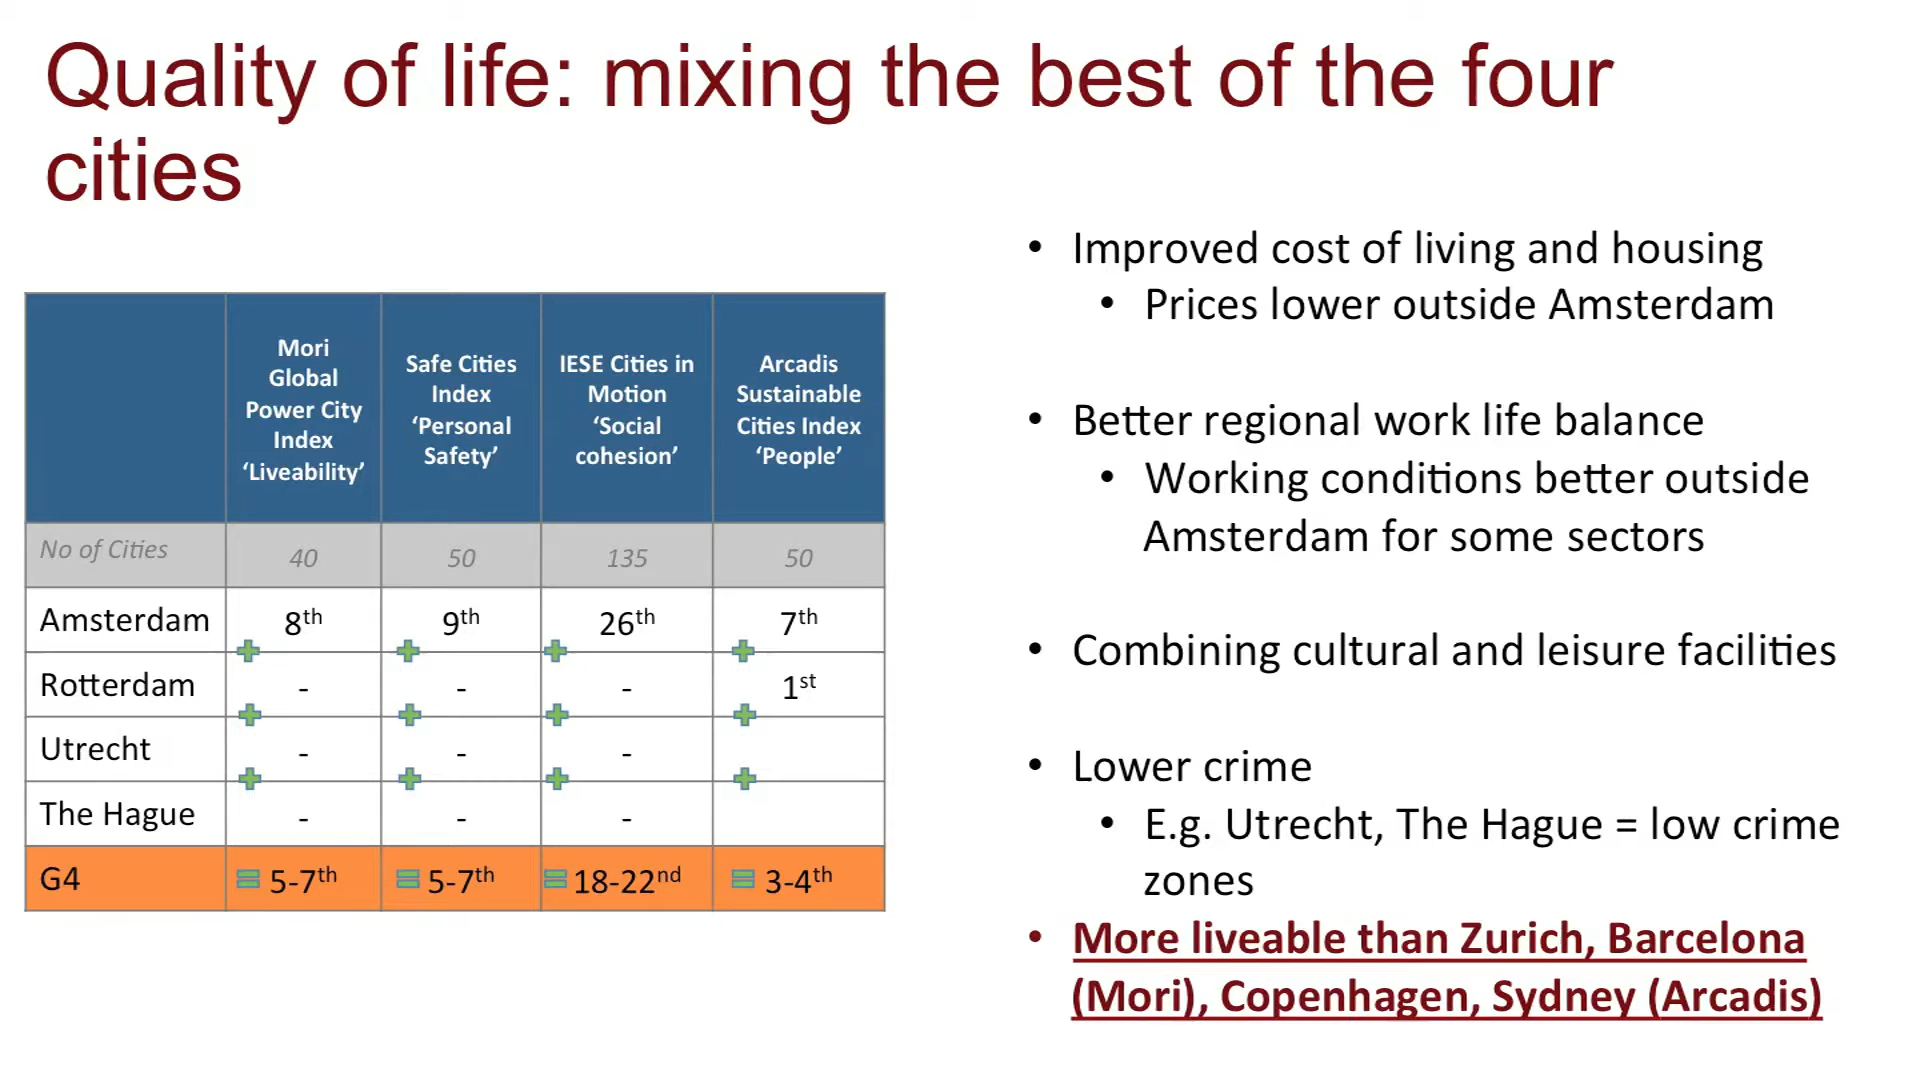 Quality of life: mixing the best of the four
cities
Mori
Global
Power City
Index
‘Liveability’
Safe Cities
Index
‘Personal
Safety’
IESE Cities in
Motion
‘Social
cohesion’
Arcadis
Sustainable
Cities Index
‘People’
No of Cities 40 50 135 50
Amsterdam 8th 9th 26th 7th
Rotterdam - - - 1st
Utrecht - - -
The Hague - - -
G4 5-7th 5-7th 18-22nd 3-4th
• Improved cost of living and housing
• Prices lower outside Amsterdam
• Better regional work life balance
• Working conditions better outside
Amsterdam for some sectors
• Combining cultural and leisure facilities
• Lower crime
• E.g. Utrecht, The Hague = low crime
zones
• More liveable than Zurich, Barcelona
(Mori), Copenhagen, Sydney (Arcadis)